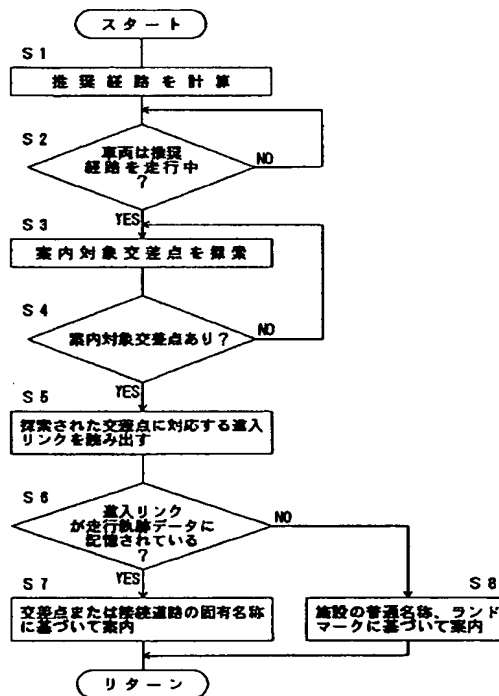 スタート
S1
推奨経路を計算
S2
車両は推奨
経路を走行中
?
NO
YES
S3
案内対象交差点を探索
S4
案内対象交差点あり?
NO
YES
S5
探索された交差点に対応する進入
リンクを読み出す
S6
進入リンク
が走行軌跡データに
記憶されている
?
NO
YES
S7
交差点または接続道路の固有名称
に基づいて案内
S8
施設の普通名称、ランド
マークに基づいて案内
リターン